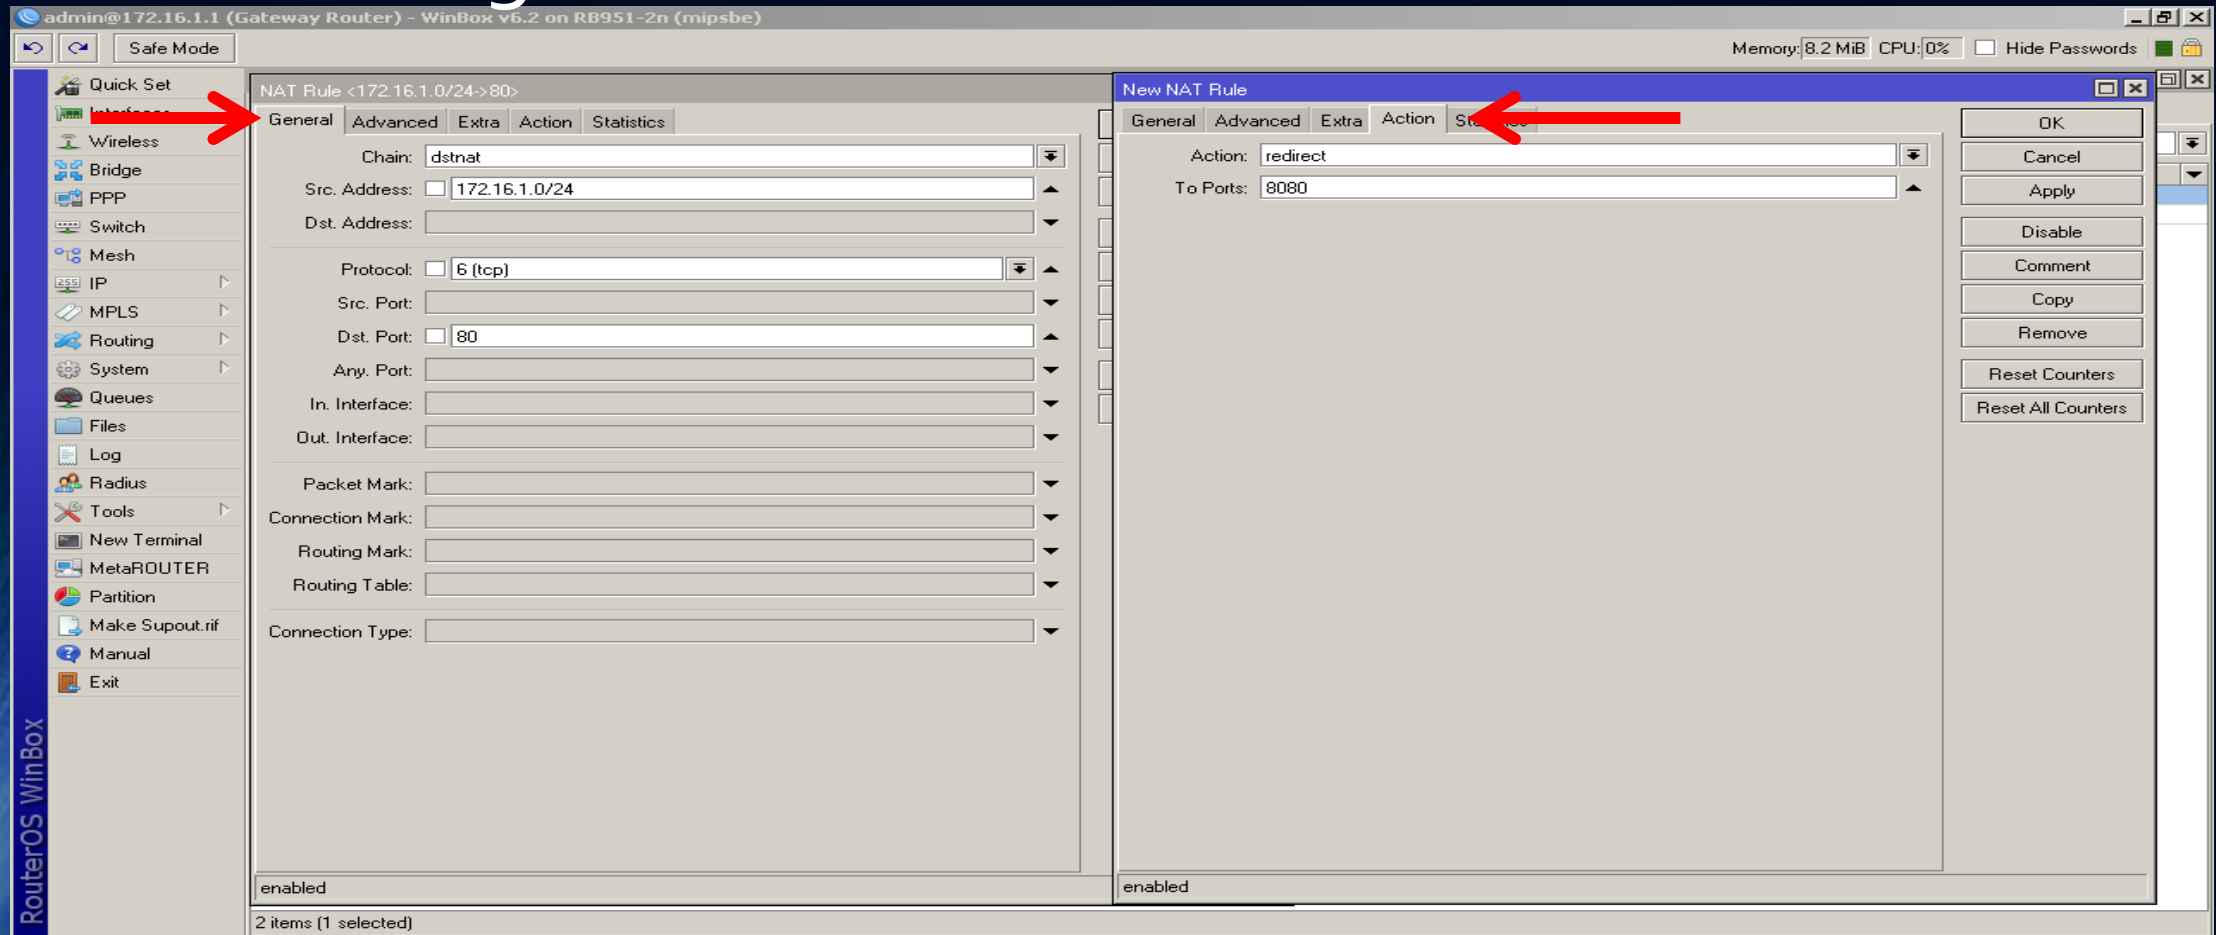 admin@172.16.1.1 (Gateway Router) - WinBox v6.2 on RB951-2n (mipsbe)
Safe Mode
Memory: 8.2 MiB CPU: 0% Hide Passwords
Quick Set
Wireless
Bridge
PPP
Switch
Mesh
IP
MPLS
Routing
System
Queues
Files
Log
Radius
Tools
New Terminal
MetaROUTER
Partition
Make Supout.rif
Manual
Exit
RouterOS WinBox
NAT Rule <172.16.1.0/24->80>
General Advanced Extra Action Statistics
Chain: dstnat
Src. Address: 172.16.1.0/24
Dst. Address:
Protocol: 6 (tcp)
Src. Port:
Dst. Port: 80
Any. Port:
In. Interface:
Out. Interface:
Packet Mark:
Connection Mark:
Routing Mark:
Routing Table:
Connection Type:
enabled
2 items (1 selected)
New NAT Rule
General Advanced Extra Action
Action: redirect
To Ports: 8080
OK
Cancel
Apply
Disable
Comment
Copy
Remove
Reset Counters
Reset All Counters
enabled